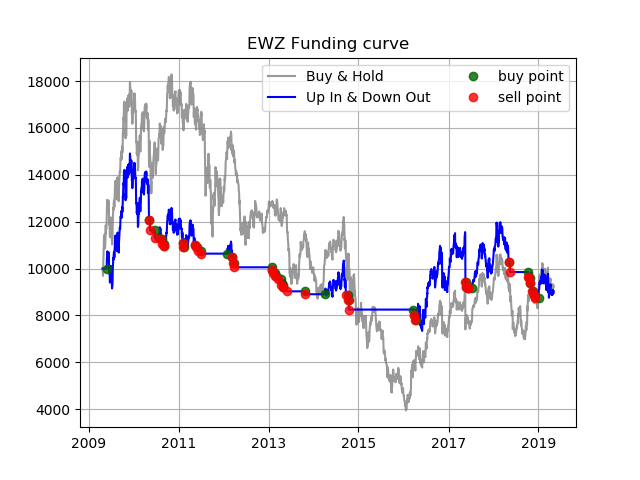 EWZ Funding curve
Buy & Hold
Up In & Down Out
buy point
sell point
18000
16000
14000
12000
10000
8000
6000
4000
2009 2011 2013 2015 2017 2019